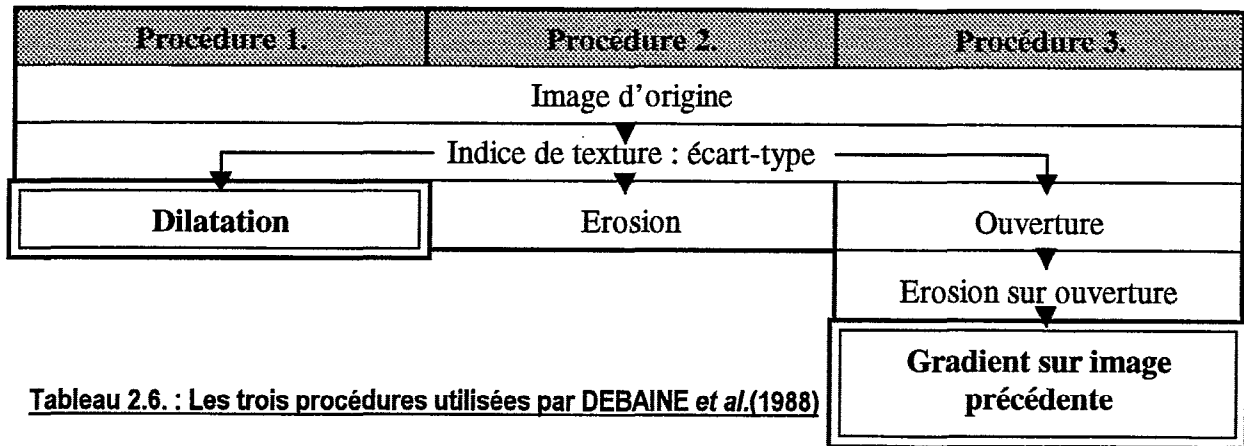 Procédure 1. Procédure 2. Procédure 3.
Image d'origine
Indice de texture : écart-type
Dilatation Erosion Ouverture
Erosion sur ouverture
Gradient sur image
précédente
Tableau 2.6. : Les trois procédures utilisées par DEBAINE et al.(1988)